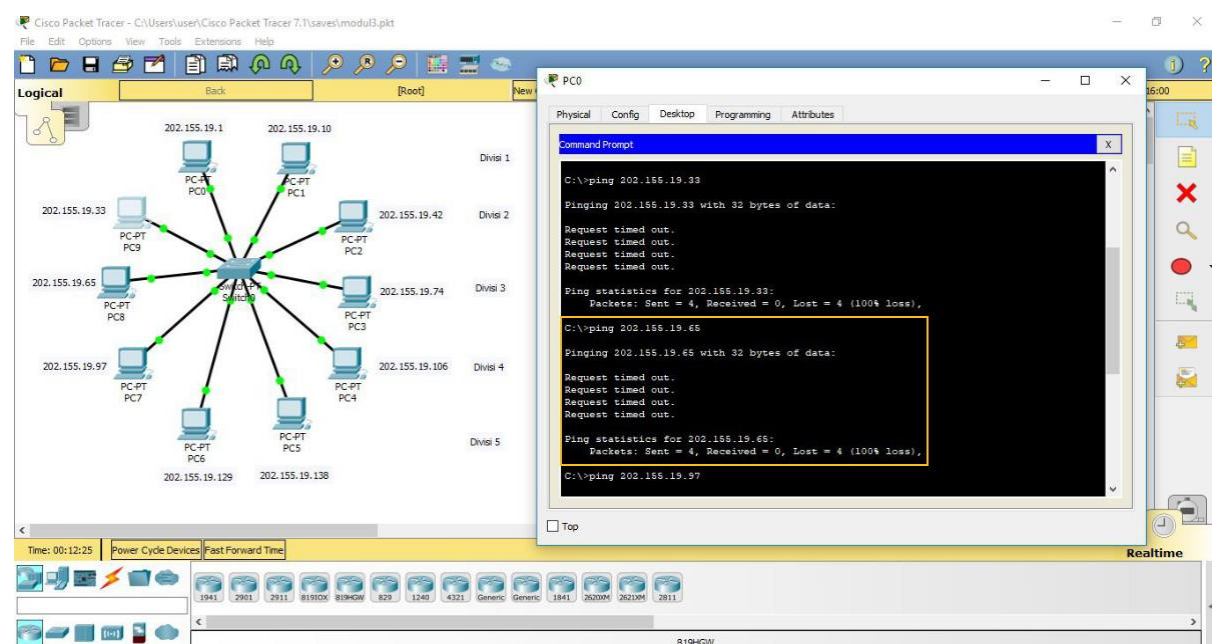 Cisco Packet Tracer - C:\Users\user\Cisco Packet Tracer 7.1\saves\modul3.pkt
File Edit Options View Tools Extensions Help
Logical
Back
[Root]
New
16:00
202.155.19.1
202.155.19.10
PC-PT
PC0
PC-PT
PC1
Divisi 1
202.155.19.33
PC-PT
PC9
202.155.19.42
PC-PT
PC2
Divisi 2
202.155.19.65
PC-PT
PC8
Switch-PT
Switch0
202.155.19.74
PC-PT
PC3
Divisi 3
202.155.19.97
PC-PT
PC7
202.155.19.106
PC-PT
PC4
Divisi 4
PC-PT
PC6
PC-PT
PC5
Divisi 5
202.155.19.129
202.155.19.138
PC0
Physical Config Desktop Programming Attributes
Command Prompt
X
C:\>ping 202.155.19.33
Pinging 202.155.19.33 with 32 bytes of data:
Request timed out.
Request timed out.
Request timed out.
Request timed out.
Ping statistics for 202.155.19.33:
Packets: Sent = 4, Received = 0, Lost = 4 (100% loss),
C:\>ping 202.155.19.65
Pinging 202.155.19.65 with 32 bytes of data:
Request timed out.
Request timed out.
Request timed out.
Request timed out.
Ping statistics for 202.155.19.65:
Packets: Sent = 4, Received = 0, Lost = 4 (100% loss),
C:\>ping 202.155.19.97
Top
Time: 00:12:25 Power Cycle Devices Fast Forward Time
Realtime
1941 2901 2911 819IOX 819HGW 829 1240 4321 Generic Generic 1841 2620XM 2621XM 2811
819HGW